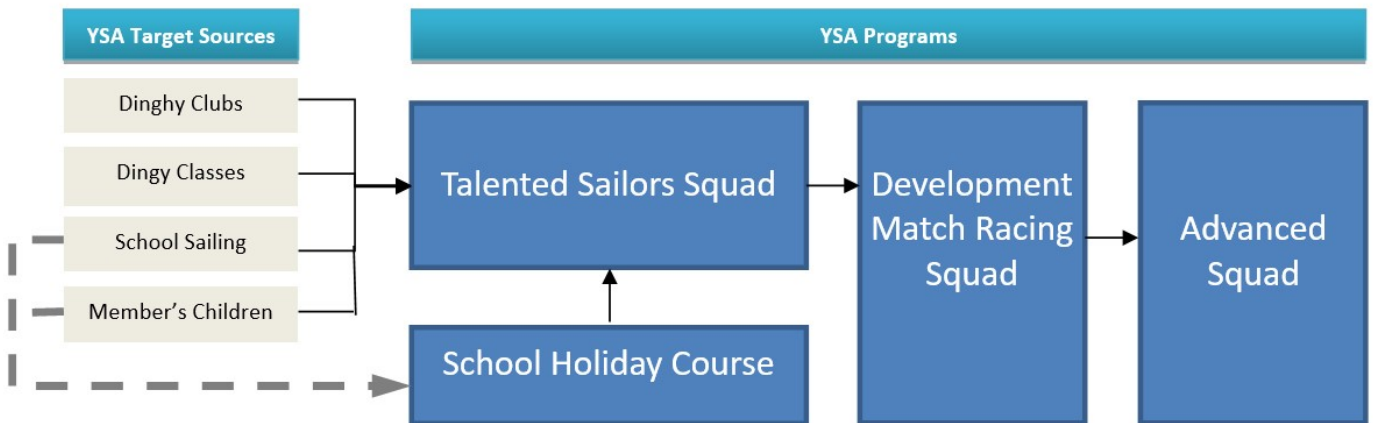 YSA Target Sources
YSA Programs
Dinghy Clubs
Dingy Classes
School Sailing
Member’s Children
Talented Sailors Squad
School Holiday Course
Development
Match Racing
Squad
Advanced
Squad